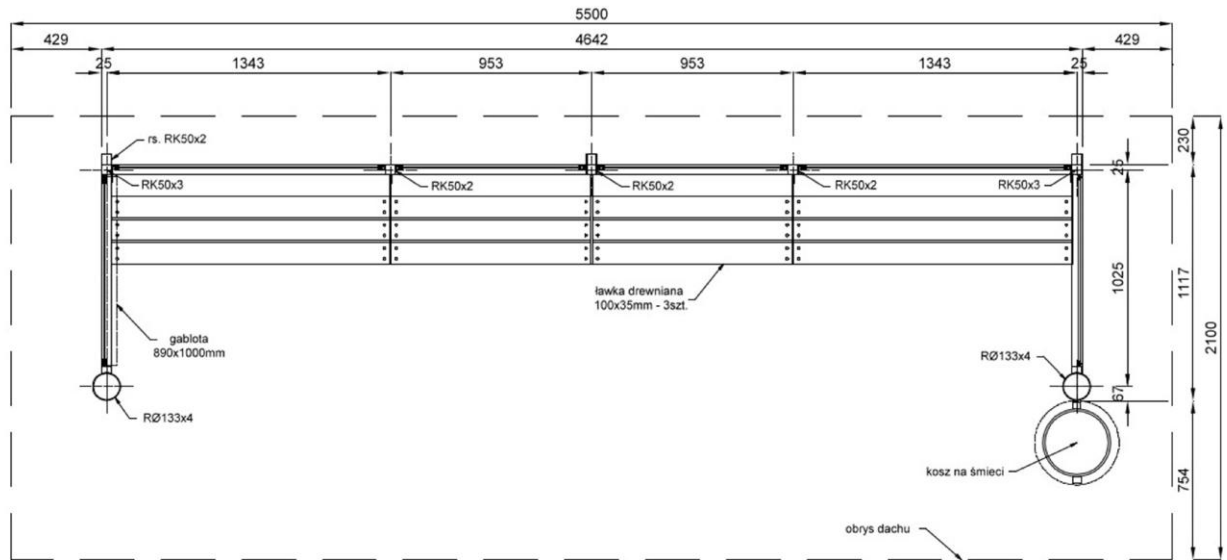 5500
429
4642
429
25
1343
953
953
1343
25
rs. RK50x2
230
25
RK50x3
RK50x2
RK50x2
RK50x2
RK50x3
1025
1117
2100
ławka drewniana
100x35mm - 3szt.
gablota
890x1000mm
RØ133x4
67
RØ133x4
kosz na śmieci
754
obrys dachu